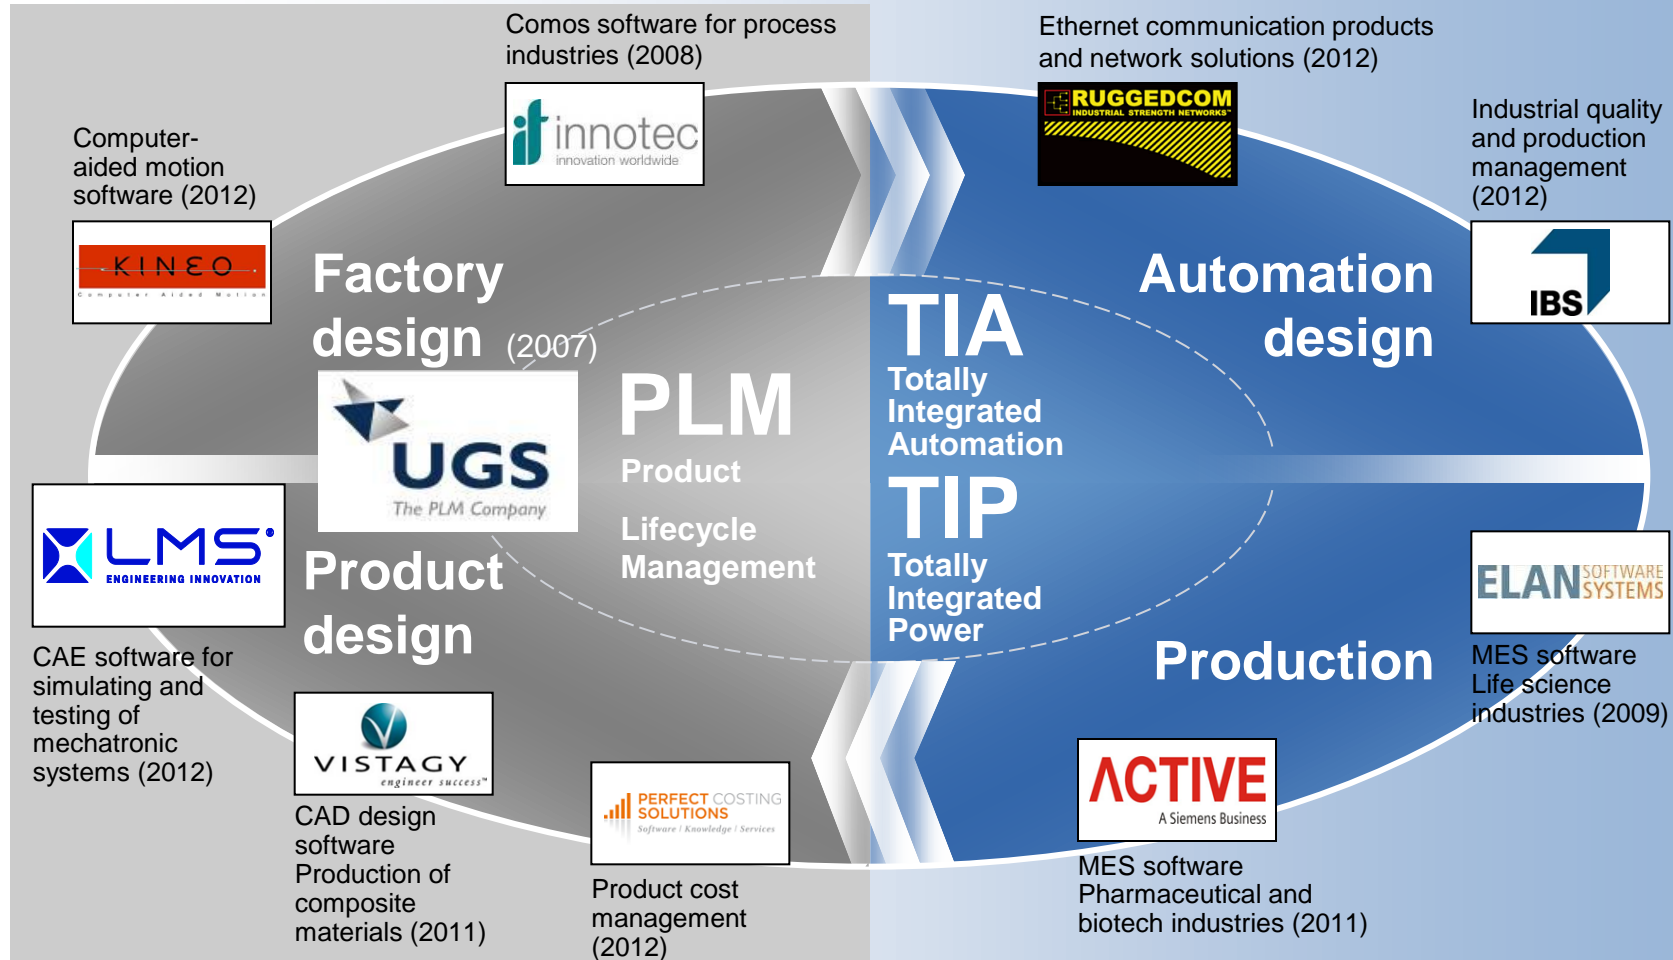 Comos software for process
industries (2008)
innotec
innovation worldwide
Ethernet communication products
and network solutions (2012)
RUGGEDCOM
INDUSTRIAL STRENGTH NETWORKS™
Computer-
aided motion
software (2012)
KINEO
Computer Aided Motion
Industrial quality
and production
management
(2012)
IBS
Factory
design (2007)
UGS
The PLM Company
PLM
Product
Lifecycle
Management
TIA
Totally
Integrated
Automation
TIP
Totally
Integrated
Power
Automation
design
LMS®
ENGINEERING INNOVATION
CAE software for
simulating and
testing of
mechatronic
systems (2012)
Product
design
VISTAGY
engineer success™
CAD design
software
Production of
composite
materials (2011)
PERFECT COSTING
SOLUTIONS
Software / Knowledge / Services
Product cost
management
(2012)
Production
ELAN SOFTWARE
SYSTEMS
MES software
Life science
industries (2009)
ACTIVE
A Siemens Business
MES software
Pharmaceutical and
biotech industries (2011)